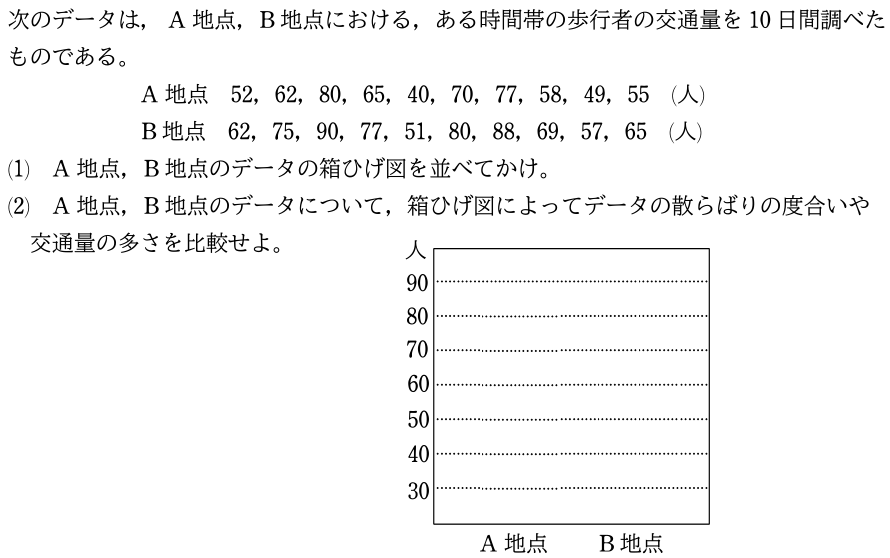 次のデータは，A 地点，B 地点における，ある時間帯の歩行者の交通量を 10 日間調べた
ものである。
A 地点　52，62，80，65，40，70，77，58，49，55　(人)
B 地点　62，75，90，77，51，80，88，69，57，65　(人)
(1)　A 地点，B 地点のデータの箱ひげ図を並べてかけ。
(2)　A 地点，B 地点のデータについて，箱ひげ図によってデータの散らばりの度合いや
交通量の多さを比較せよ。
人
90
80
70
60
50
40
30
A 地点　B 地点